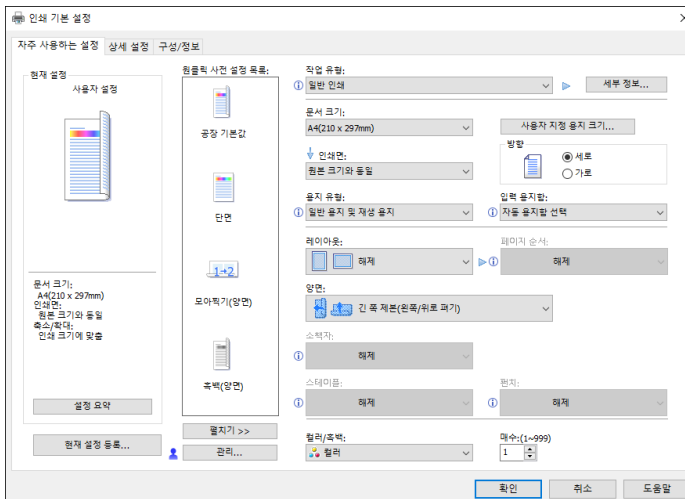 인쇄 기본 설정
자주 사용하는 설정
상세 설정
구성/정보
현재 설정
사용자 설정
문서 크기:
A4(210 x 297mm)
인쇄면:
원본 크기와 동일
축소/확대:
인쇄 크기에 맞춤
설정 요약
현재 설정 등록...
원클릭 사전 설정 목록:
공장 기본값
단면
1→2
모아찍기(양면)
흑백(양면)
펼치기 >>
관리...
작업 유형:
일반 인쇄
세부 정보...
문서 크기:
A4(210 x 297mm)
사용자 지정 용지 크기...
인쇄면:
원본 크기와 동일
방향
세로
가로
용지 유형:
일반 용지 및 재생 용지
입력 용지함:
자동 용지함 선택
레이아웃:
해제
페이지 순서:
해제
양면:
긴 쪽 제본(왼쪽/위로 펴기)
소책자:
해제
스테이플:
해제
펀치:
해제
컬러/흑백:
컬러
매수:(1~999)
1
확인
취소
도움말